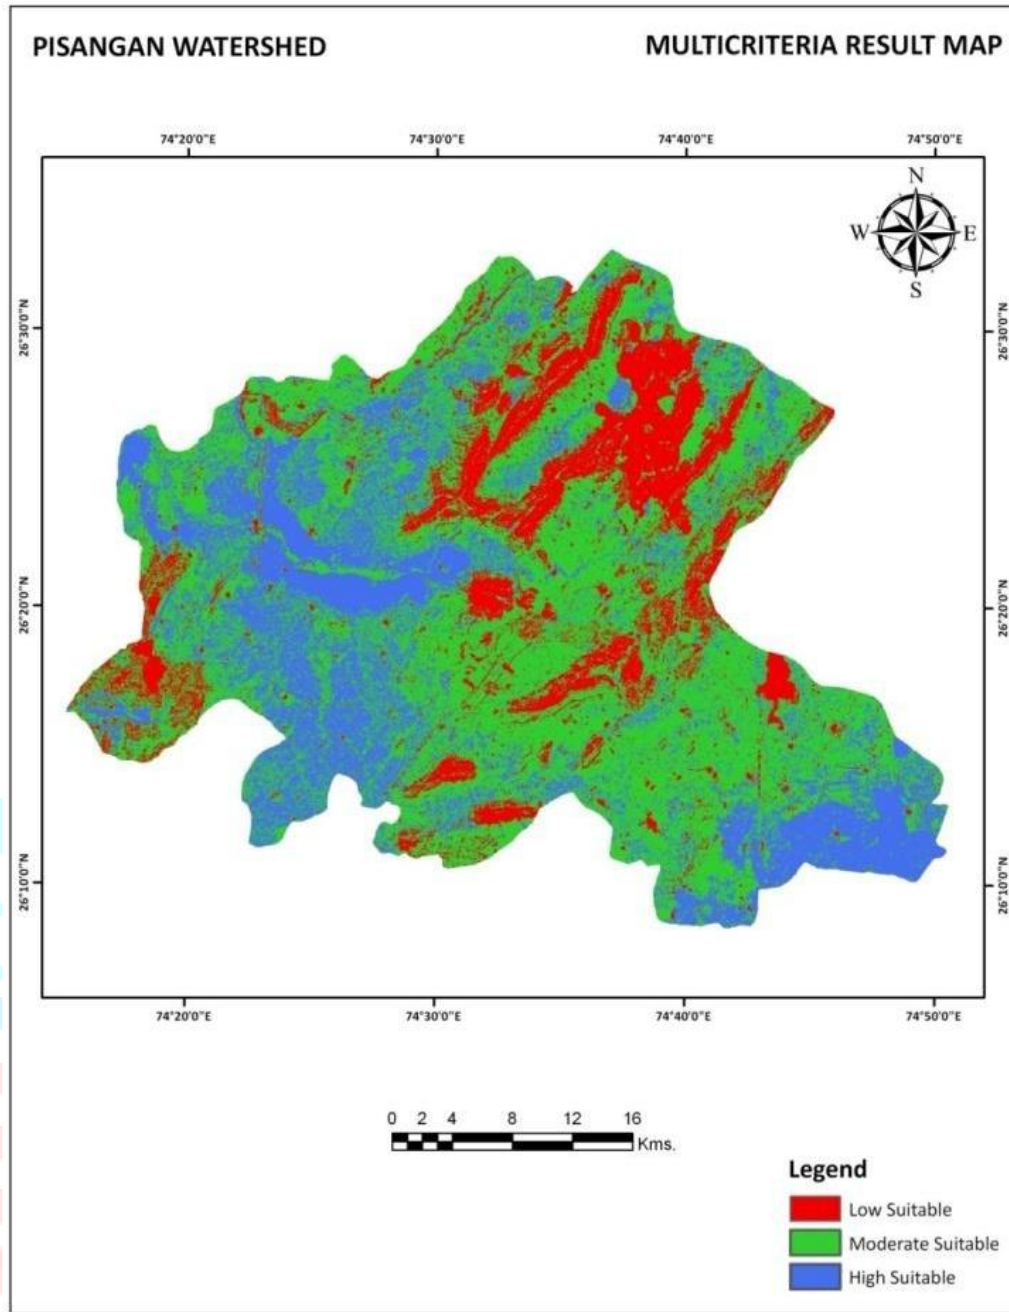 PISANGAN WATERSHED
MULTICRITERIA RESULT MAP
74°20'0"E 74°30'0"E 74°40'0"E 74°50'0"E
N
W E
S
26°30'0"N 26°30'0"N
26°20'0"N 26°20'0"N
26°10'0"N 26°10'0"N
74°20'0"E 74°30'0"E 74°40'0"E 74°50'0"E
0 2 4 8 12 16
Kms.
Legend
Low Suitable
Moderate Suitable
High Suitable